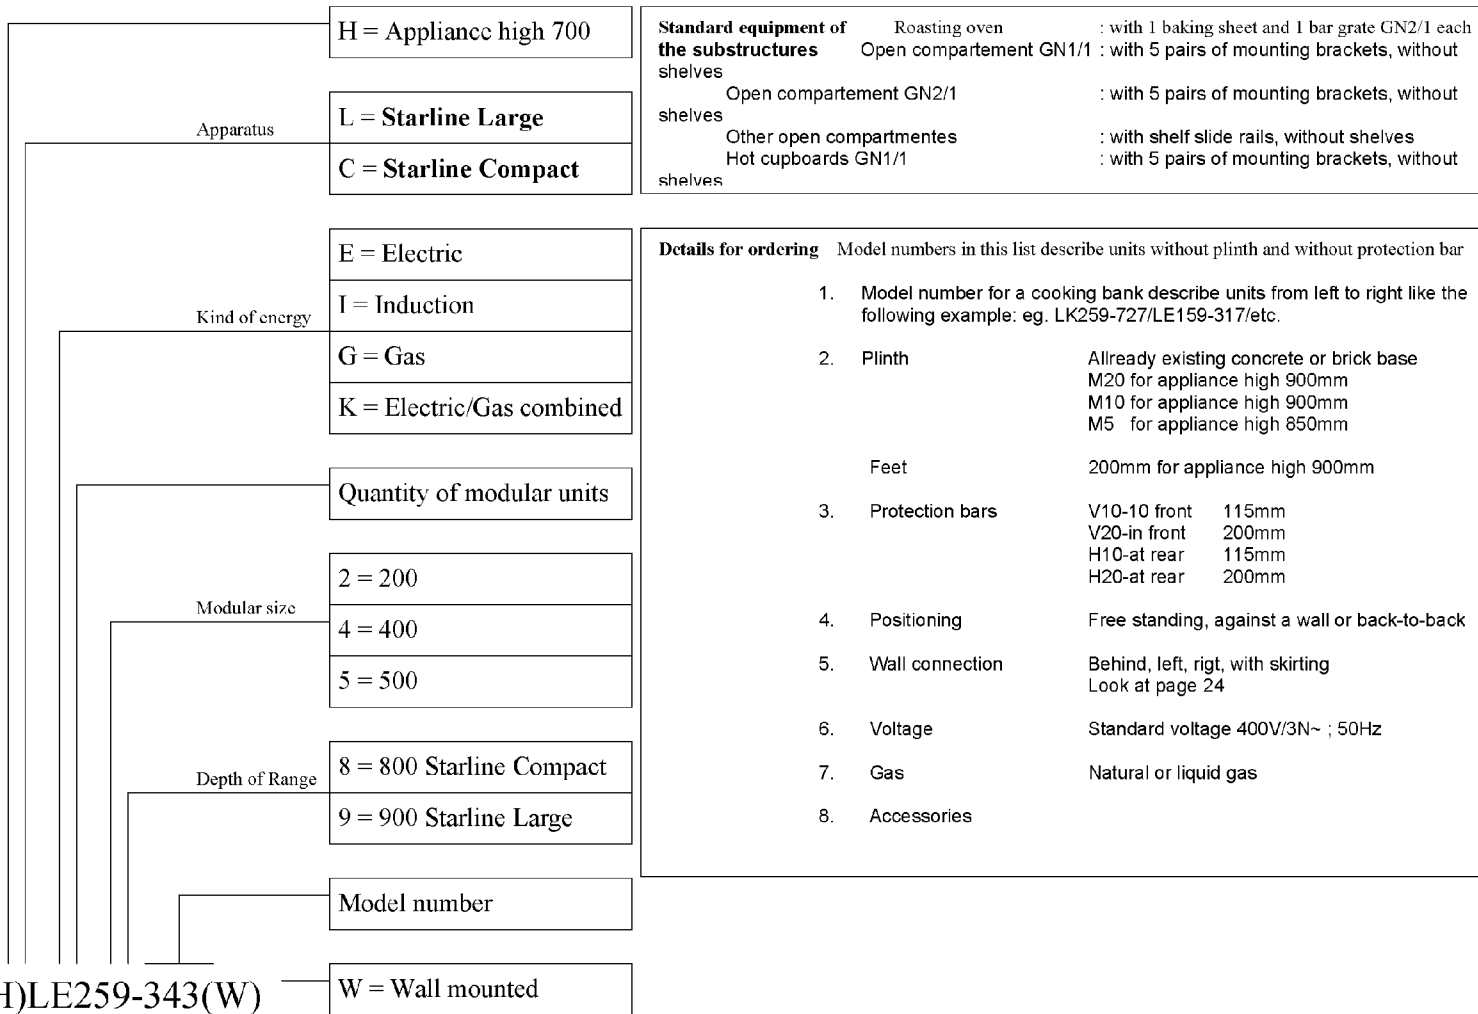 H = Appliance high 700
Apparatus
L = Starline Large
C = Starline Compact
Kind of energy
E = Electric
I = Induction
G = Gas
K = Electric/Gas combined
Quantity of modular units
Modular size
2 = 200
4 = 400
5 = 500
Depth of Range
8 = 800 Starline Compact
9 = 900 Starline Large
Model number
H)LE259-343(W)
W = Wall mounted
Standard equipment of Roasting oven : with 1 baking sheet and 1 bar grate GN2/1 each
the substructures Open compartement GN1/1 : with 5 pairs of mounting brackets, without
shelves
Open compartement GN2/1 : with 5 pairs of mounting brackets, without
shelves
Other open compartmentes : with shelf slide rails, without shelves
Hot cupboards GN1/1 : with 5 pairs of mounting brackets, without
shelves
Details for ordering Model numbers in this list describe units without plinth and without protection bar
1. Model number for a cooking bank describe units from left to right like the
following example: eg. LK259-727/LE159-317/etc.
2. Plinth Allready existing concrete or brick base
M20 for appliance high 900mm
M10 for appliance high 900mm
M5 for appliance high 850mm
Feet 200mm for appliance high 900mm
3. Protection bars V10-10 front 115mm
V20-in front 200mm
H10-at rear 115mm
H20-at rear 200mm
4. Positioning Free standing, against a wall or back-to-back
5. Wall connection Behind, left, rigt, with skirting
Look at page 24
6. Voltage Standard voltage 400V/3N~ ; 50Hz
7. Gas Natural or liquid gas
8. Accessories